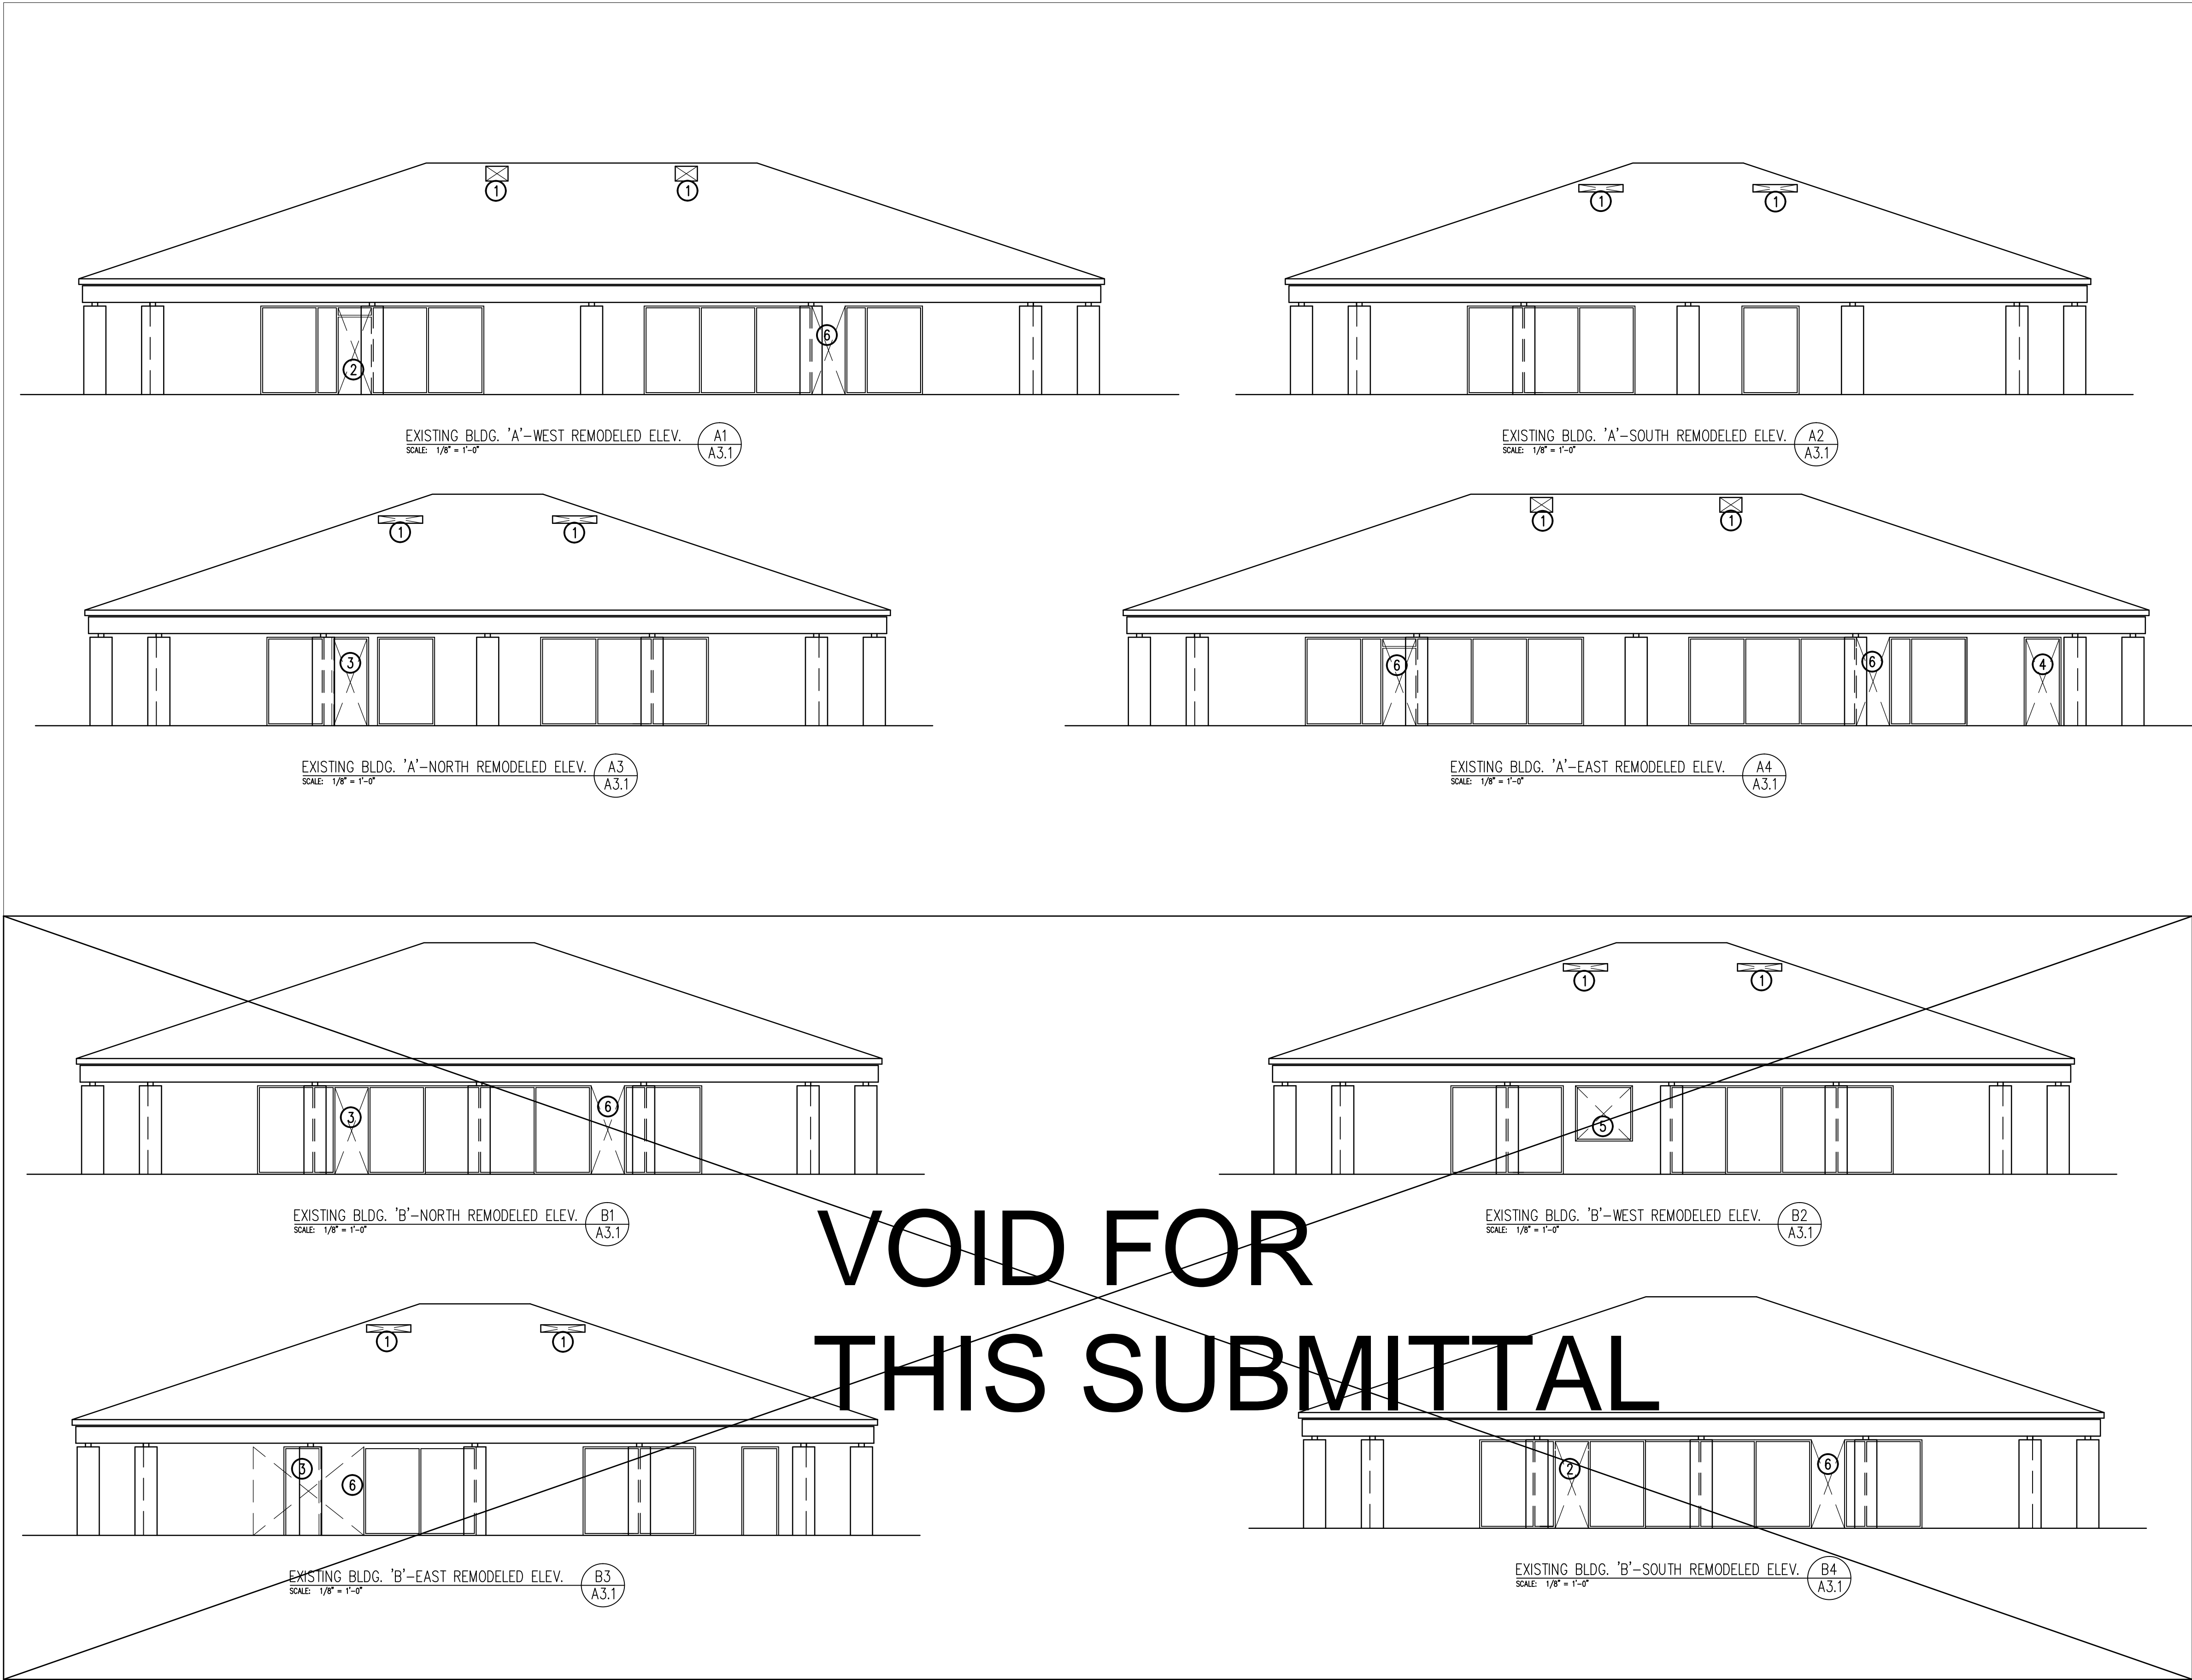 1 1
1 1
2 6
EXISTING BLDG. 'A'-WEST REMODELED ELEV. A1
SCALE: 1/8" = 1'-0" A3.1
EXISTING BLDG. 'A'-SOUTH REMODELED ELEV. A2
SCALE: 1/8" = 1'-0" A3.1
1 1
3
1 1
6 6 4
EXISTING BLDG. 'A'-NORTH REMODELED ELEV. A3
SCALE: 1/8" = 1'-0" A3.1
EXISTING BLDG. 'A'-EAST REMODELED ELEV. A4
SCALE: 1/8" = 1'-0" A3.1
3 6
1 1
5
EXISTING BLDG. 'B'-NORTH REMODELED ELEV. B1
SCALE: 1/8" = 1'-0" A3.1
EXISTING BLDG. 'B'-WEST REMODELED ELEV. B2
SCALE: 1/8" = 1'-0" A3.1
VOID FOR
THIS SUBMITTAL
1 1
3 6
2 6
EXISTING BLDG. 'B'-EAST REMODELED ELEV. B3
SCALE: 1/8" = 1'-0" A3.1
EXISTING BLDG. 'B'-SOUTH REMODELED ELEV. B4
SCALE: 1/8" = 1'-0" A3.1